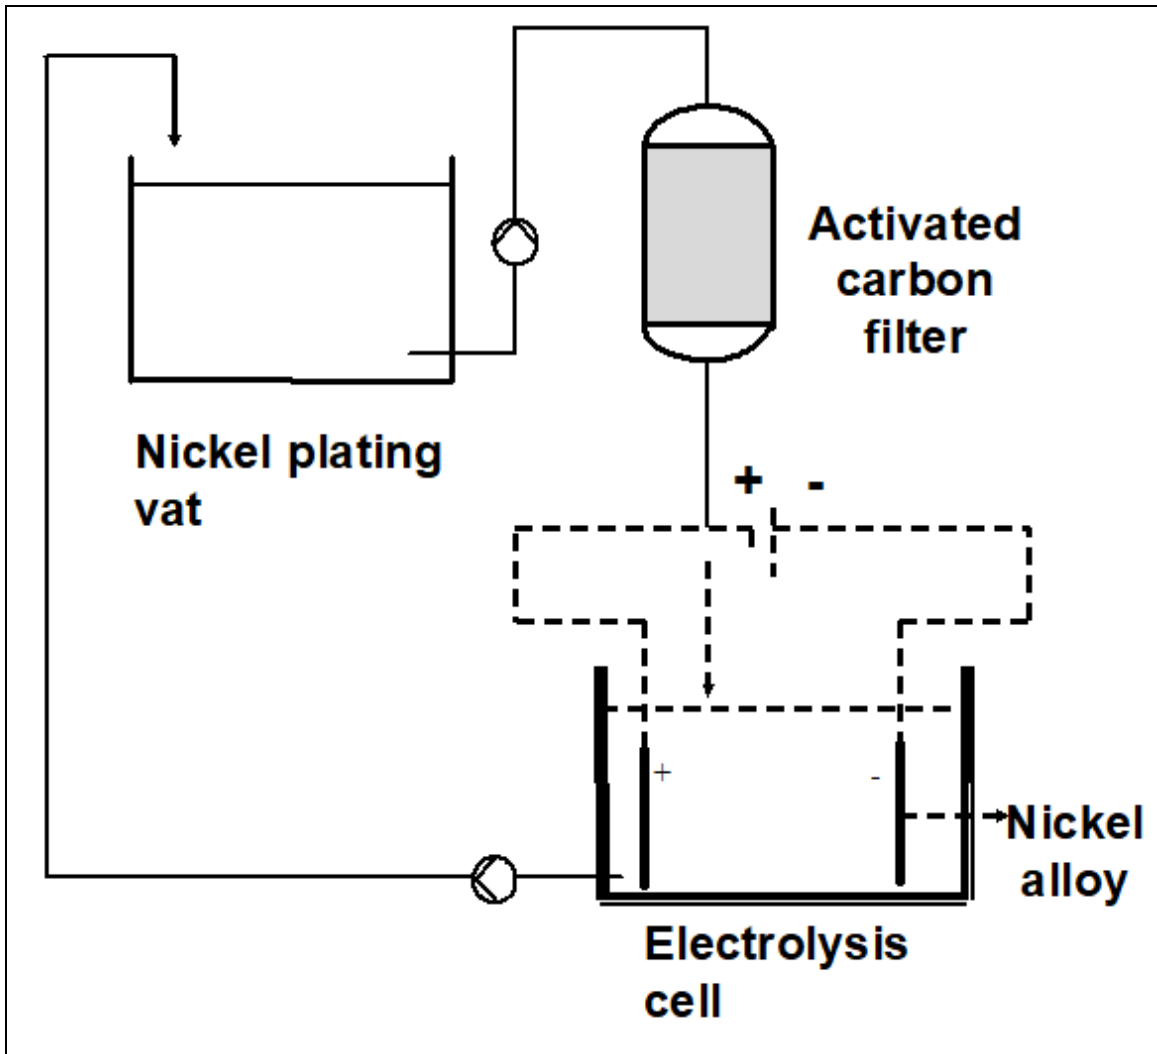 Activated
carbon
filter
Nickel plating
vat
+ -
+ -
Nickel
alloy
Electrolysis
cell